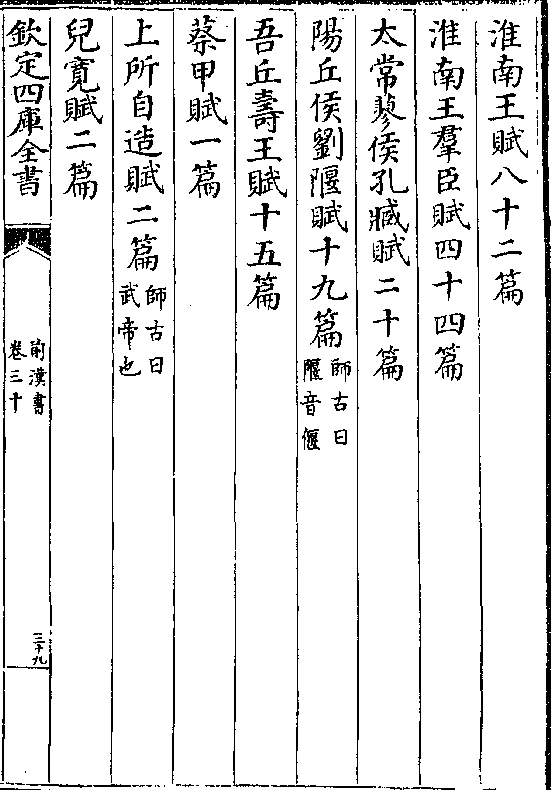 淮南王賦八十二篇
淮南王羣臣賦四十四篇
太常蓼侯孔臧賦二十篇
陽丘侯劉隁賦十九篇師古曰隁音偃
吾丘壽王賦十五篇
蔡甲賦一篇
上所自造賦二篇師古曰武帝也
兒寬賦二篇
欽定四庫全書
前漢書
卷三十
三十九